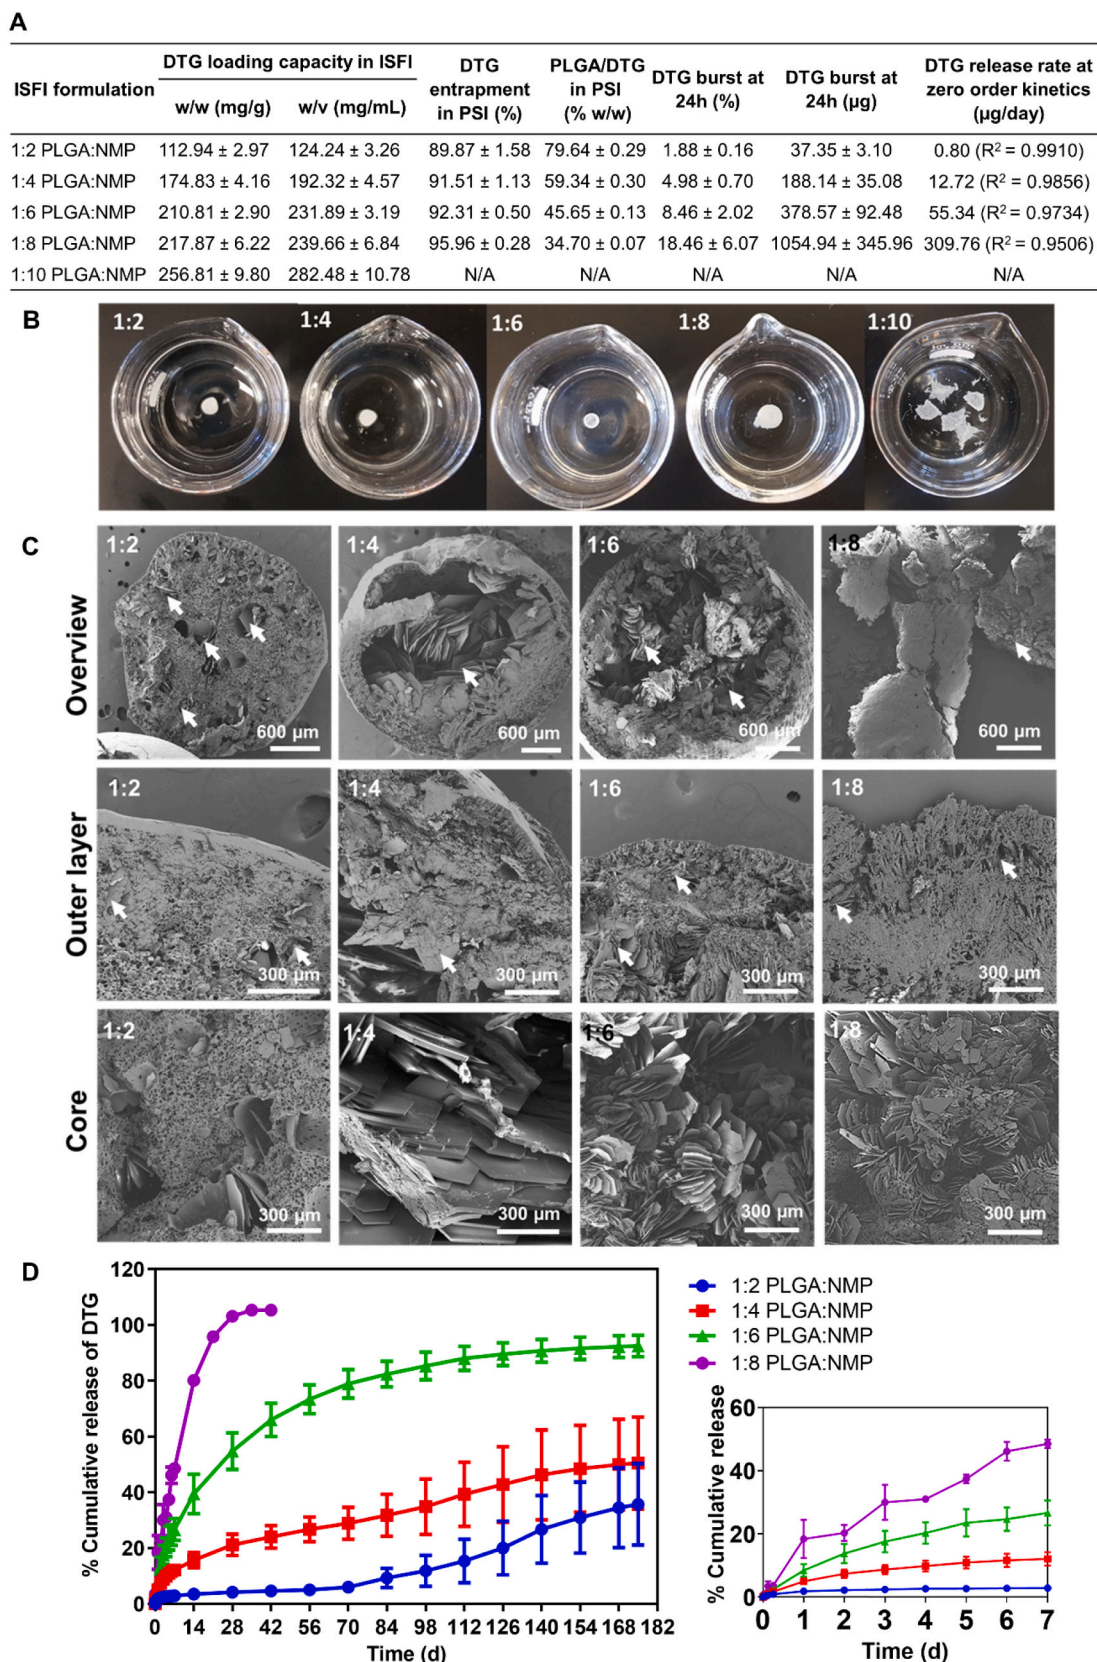 A
DTG loading capacity in ISFI
ISFI formulation w/w (mg/g) w/v (mg/mL) DTG entrapment in PSI (%) PLGA/DTG in PSI (% w/w) DTG burst at 24h (%) DTG burst at 24h (µg) DTG release rate at zero order kinetics (µg/day)
1:2 PLGA:NMP 112.94 ± 2.97 124.24 ± 3.26 89.87 ± 1.58 79.64 ± 0.29 1.88 ± 0.16 37.35 ± 3.10 0.80 (R² = 0.9910)
1:4 PLGA:NMP 174.83 ± 4.16 192.32 ± 4.57 91.51 ± 1.13 59.34 ± 0.30 4.98 ± 0.70 188.14 ± 35.08 12.72 (R² = 0.9856)
1:6 PLGA:NMP 210.81 ± 2.90 231.89 ± 3.19 92.31 ± 0.50 45.65 ± 0.13 8.46 ± 2.02 378.57 ± 92.48 55.34 (R² = 0.9734)
1:8 PLGA:NMP 217.87 ± 6.22 239.66 ± 6.84 95.96 ± 0.28 34.70 ± 0.07 18.46 ± 6.07 1054.94 ± 345.96 309.76 (R² = 0.9506)
1:10 PLGA:NMP 256.81 ± 9.80 282.48 ± 10.78 N/A N/A N/A N/A N/A
B
1:2 1:4 1:6 1:8 1:10
C
Overview
1:2 1:4 1:6 1:8
600 µm 600 µm 600 µm 600 µm
Outer layer
1:2 1:4 1:6 1:8
300 µm 300 µm 300 µm 300 µm
Core
1:2 1:4 1:6 1:8
300 µm 300 µm 300 µm 300 µm
D
% Cumulative release of DTG
120
100
80
60
40
20
0
0 14 28 42 56 70 84 98 112 126 140 154 168 182
Time (d)
1:2 PLGA:NMP
1:4 PLGA:NMP
1:6 PLGA:NMP
1:8 PLGA:NMP
% Cumulative release
60
40
20
0
0 1 2 3 4 5 6 7
Time (d)